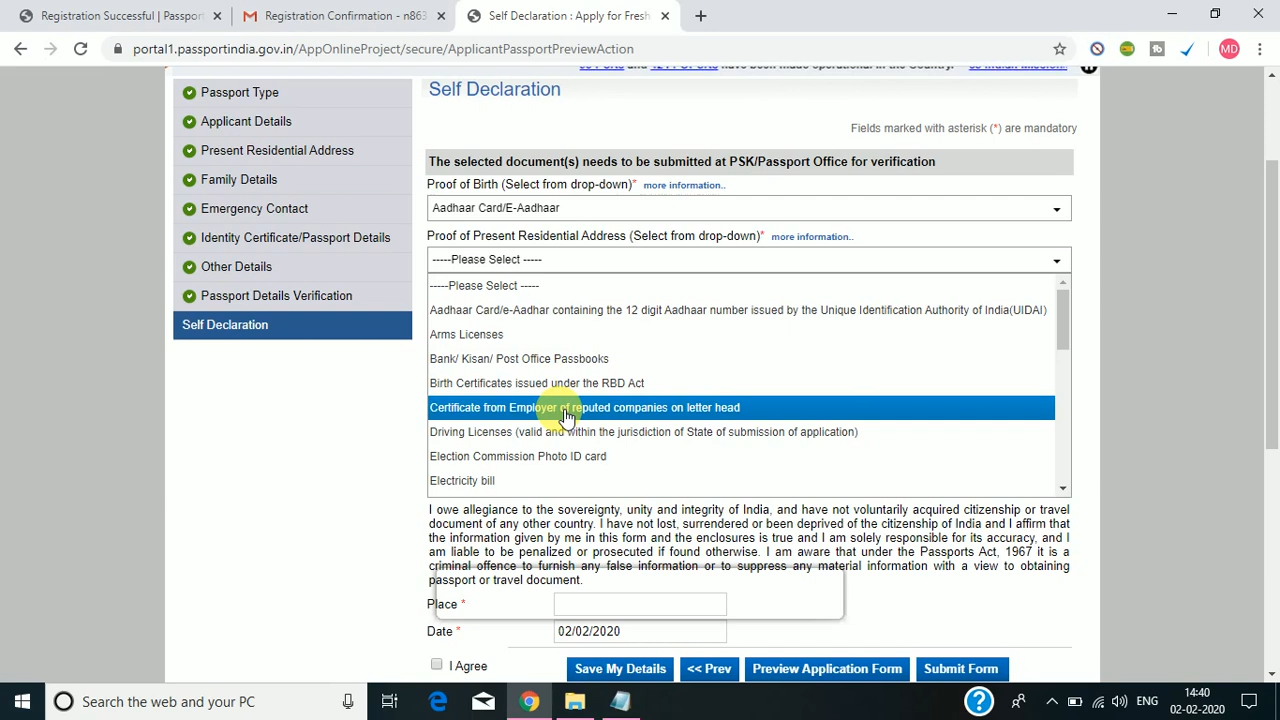 Registration Successful | Passport
Registration Confirmation - n863
Self Declaration : Apply for Fresh
portal1.passportindia.gov.in/AppOnlineProject/secure/ApplicantPassportPreviewAction
MD
have been made operational in the Country.
Passport Type
Applicant Details
Present Residential Address
Family Details
Emergency Contact
Identity Certificate/Passport Details
Other Details
Passport Details Verification
Self Declaration
Self Declaration
Fields marked with asterisk (*) are mandatory
The selected document(s) needs to be submitted at PSK/Passport Office for verification
Proof of Birth (Select from drop-down)* more information..
Aadhaar Card/E-Aadhaar
Proof of Present Residential Address (Select from drop-down)* more information..
-----Please Select -----
-----Please Select -----
Aadhaar Card/e-Aadhar containing the 12 digit Aadhaar number issued by the Unique Identification Authority of India(UIDAI)
Arms Licenses
Bank/ Kisan/ Post Office Passbooks
Birth Certificates issued under the RBD Act
Certificate from Employer of reputed companies on letter head
Driving Licenses (valid and within the jurisdiction of State of submission of application)
Election Commission Photo ID card
Electricity bill
I owe allegiance to the sovereignty, unity and integrity of India, and have not voluntarily acquired citizenship or travel
document of any other country. I have not lost, surrendered or been deprived of the citizenship of India and I affirm that
the information given by me in this form and the enclosures is true and I am solely responsible for its accuracy, and I
am liable to be penalized or prosecuted if found otherwise. I am aware that under the Passports Act, 1967 it is a
criminal offence to furnish any false information or to suppress any material information with a view to obtaining
passport or travel document.
Place *
Date * 02/02/2020
I Agree
Save My Details
<< Prev
Preview Application Form
Submit Form
Search the web and your PC
ENG
14:40
02-02-2020